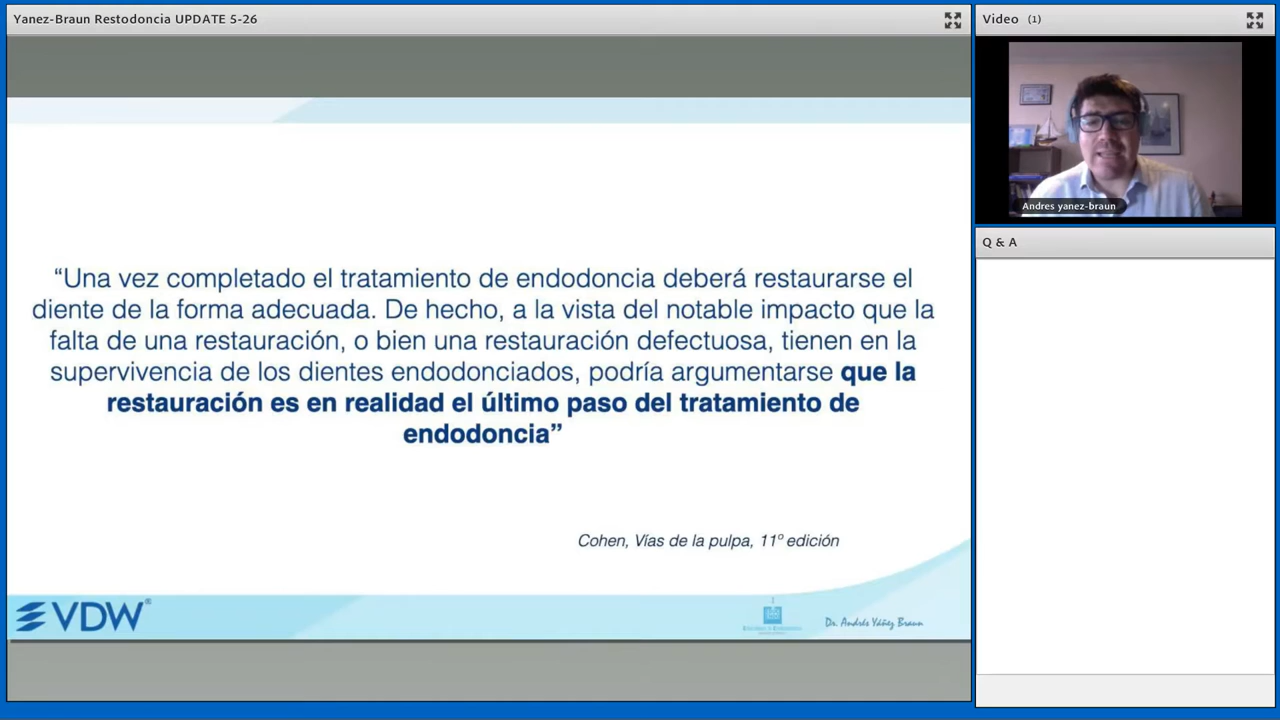 Yanez-Braun Restodoncia UPDATE 5-26
Video (1)
Andres yanez-braun
Q & A
“Una vez completado el tratamiento de endodoncia deberá restaurarse el
diente de la forma adecuada. De hecho, a la vista del notable impacto que la
falta de una restauración, o bien una restauración defectuosa, tienen en la
supervivencia de los dientes endodonciados, podría argumentarse que la
restauración es en realidad el último paso del tratamiento de
endodoncia”
Cohen, Vías de la pulpa, 11º edición
VDW®
Dr. Andrés Yáñez Braun